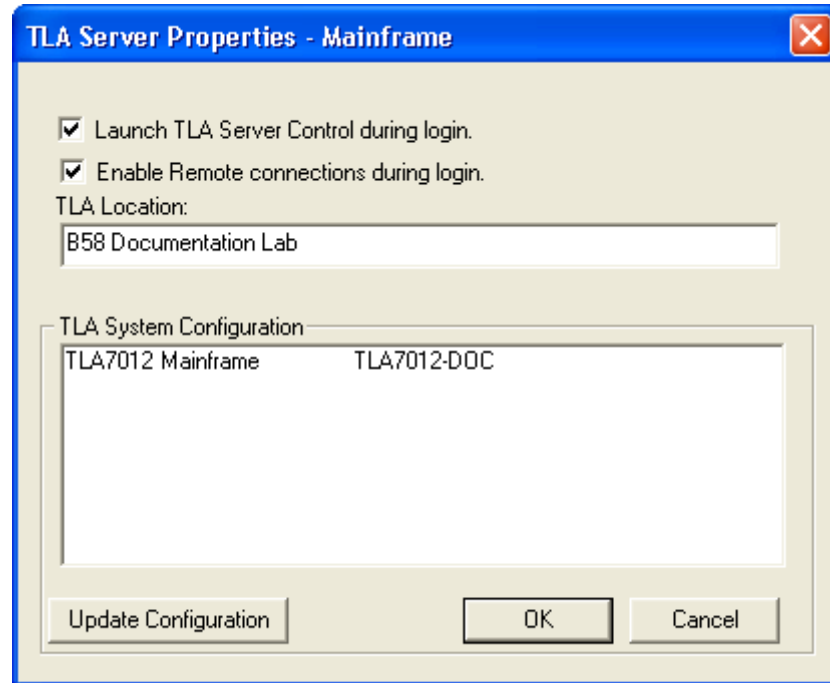 TLA Server Properties - Mainframe
Launch TLA Server Control during login.
Enable Remote connections during login.
TLA Location:
B58 Documentation Lab
TLA System Configuration
TLA7012 Mainframe TLA7012-DOC
Update Configuration OK Cancel